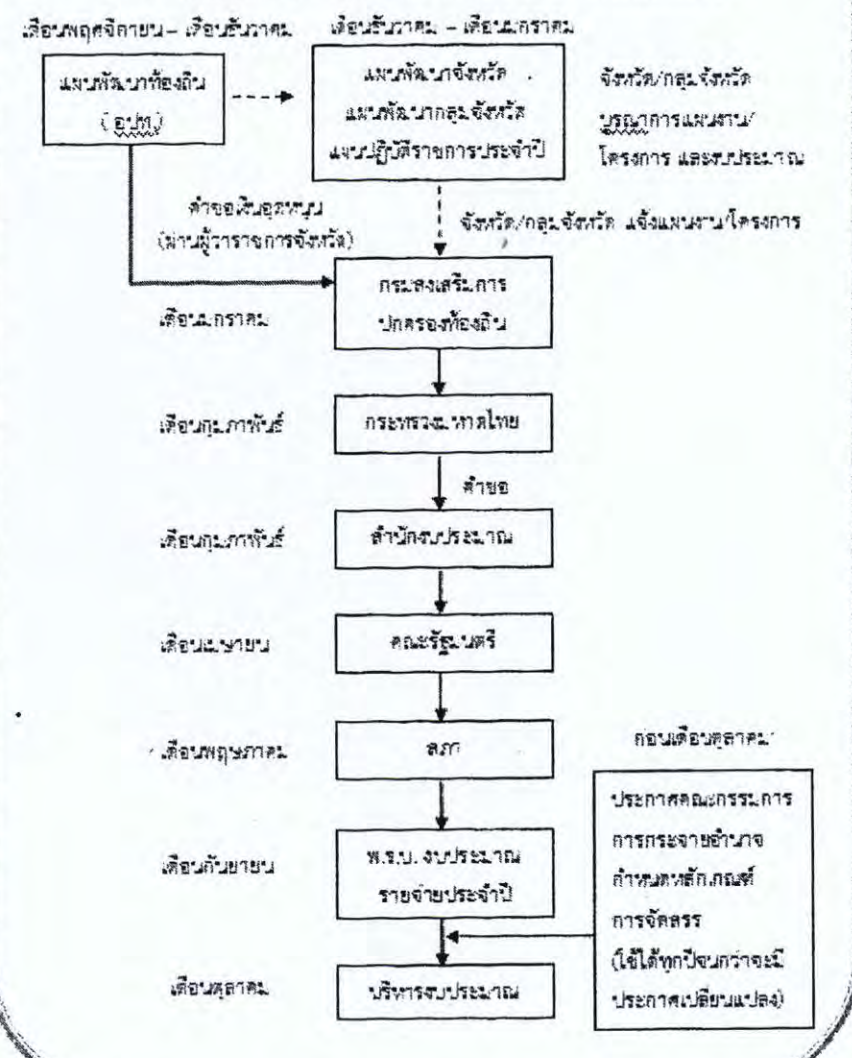 เดือนพฤศจิกายน – เดือนธันวาคม
เดือนธันวาคม – เดือนมกราคม
แผนพัฒนาท้องถิ่น
(อปท.)
แผนพัฒนาจังหวัด
แผนพัฒนากลุ่มจังหวัด
แผนปฏิบัติราชการประจำปี
จังหวัด/กลุ่มจังหวัด
บูรณาการแผนงาน/
โครงการ และงบประมาณ
คำขอเงินอุดหนุน
(ผ่านผู้ว่าราชการจังหวัด)
จังหวัด/กลุ่มจังหวัด แจ้งแผนงาน/โครงการ
เดือนมกราคม
กรมส่งเสริมการ
ปกครองท้องถิ่น
เดือนกุมภาพันธ์
กระทรวงมหาดไทย
คำขอ
เดือนกุมภาพันธ์
สำนักงบประมาณ
เดือนเมษายน
คณะรัฐมนตรี
เดือนพฤษภาคม
สภา
เดือนกันยายน
พ.ร.บ. งบประมาณ
รายจ่ายประจำปี
เดือนตุลาคม
บริหารงบประมาณ
ก่อนเดือนตุลาคม
ประกาศคณะกรรมการ
การกระจายอำนาจ
กำหนดหลักเกณฑ์
การจัดสรร
(ใช้ได้ทุกปีจนกว่าจะมี
ประกาศเปลี่ยนแปลง)